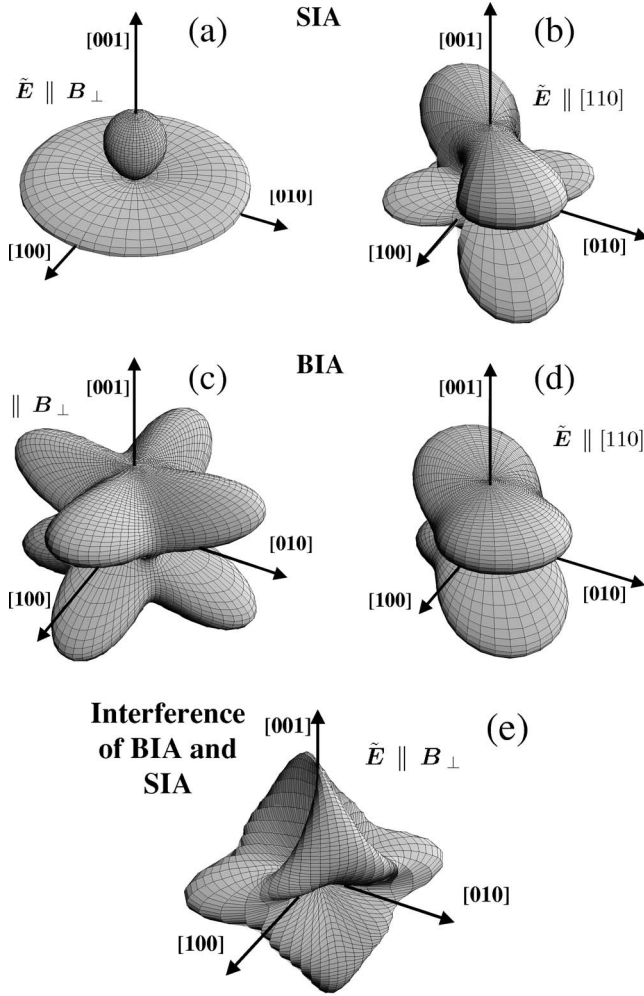 SIA
(a)
[001]
Ẽ ∥ B⊥
[010]
[100]
(b)
[001]
Ẽ ∥ [110]
[100]
[010]
BIA
(c)
[001]
∥ B⊥
[010]
[100]
(d)
[001]
Ẽ ∥ [110]
[100]
[010]
Interference
of BIA and
SIA
(e)
[001]
Ẽ ∥ B⊥
[010]
[100]